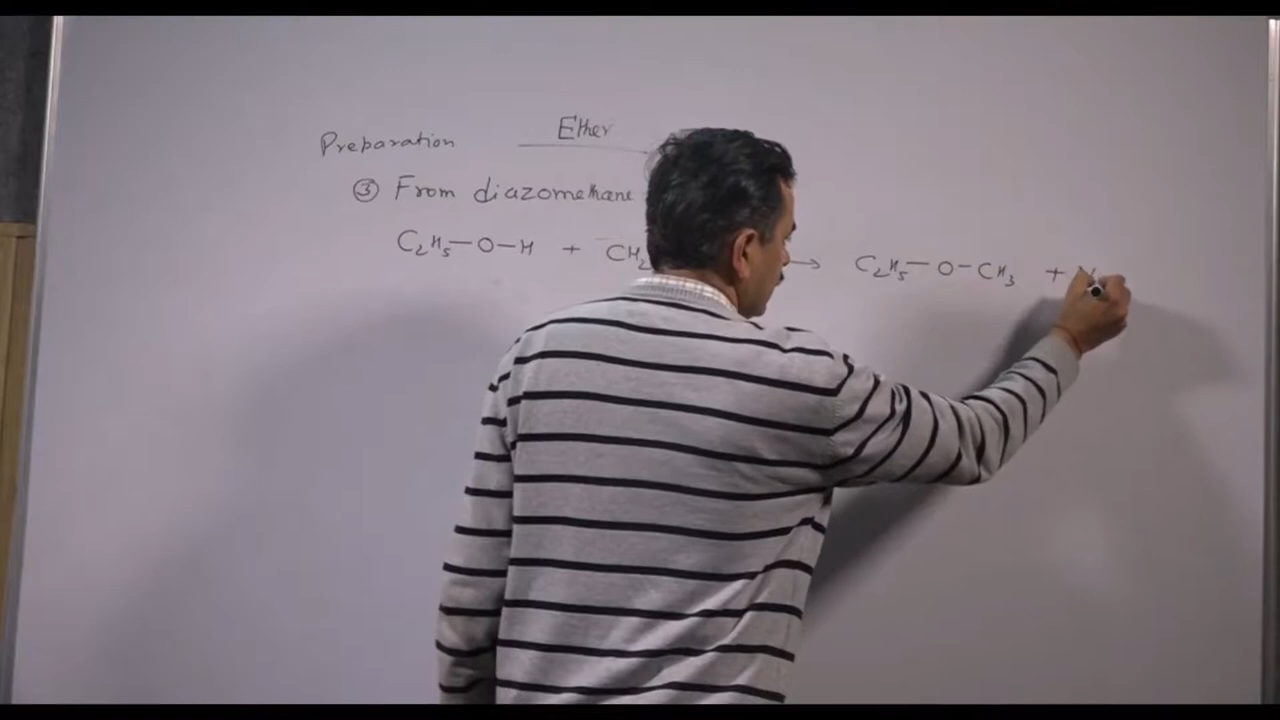 Ether
Preparation
③ From diazomethane
C₂H₅—O—H + CH₂ → C₂H₅—O—CH₃ +